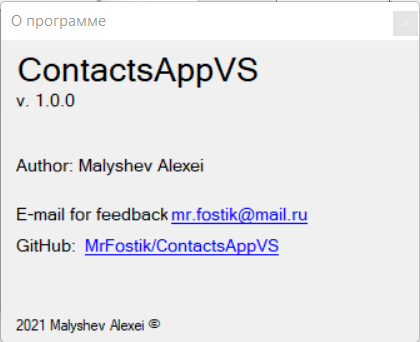 О программе
ContactsAppVS
v. 1.0.0
Author: Malyshev Alexei
E-mail for feedback mr.fostik@mail.ru
GitHub: MrFostik/ContactsAppVS
2021 Malyshev Alexei ©